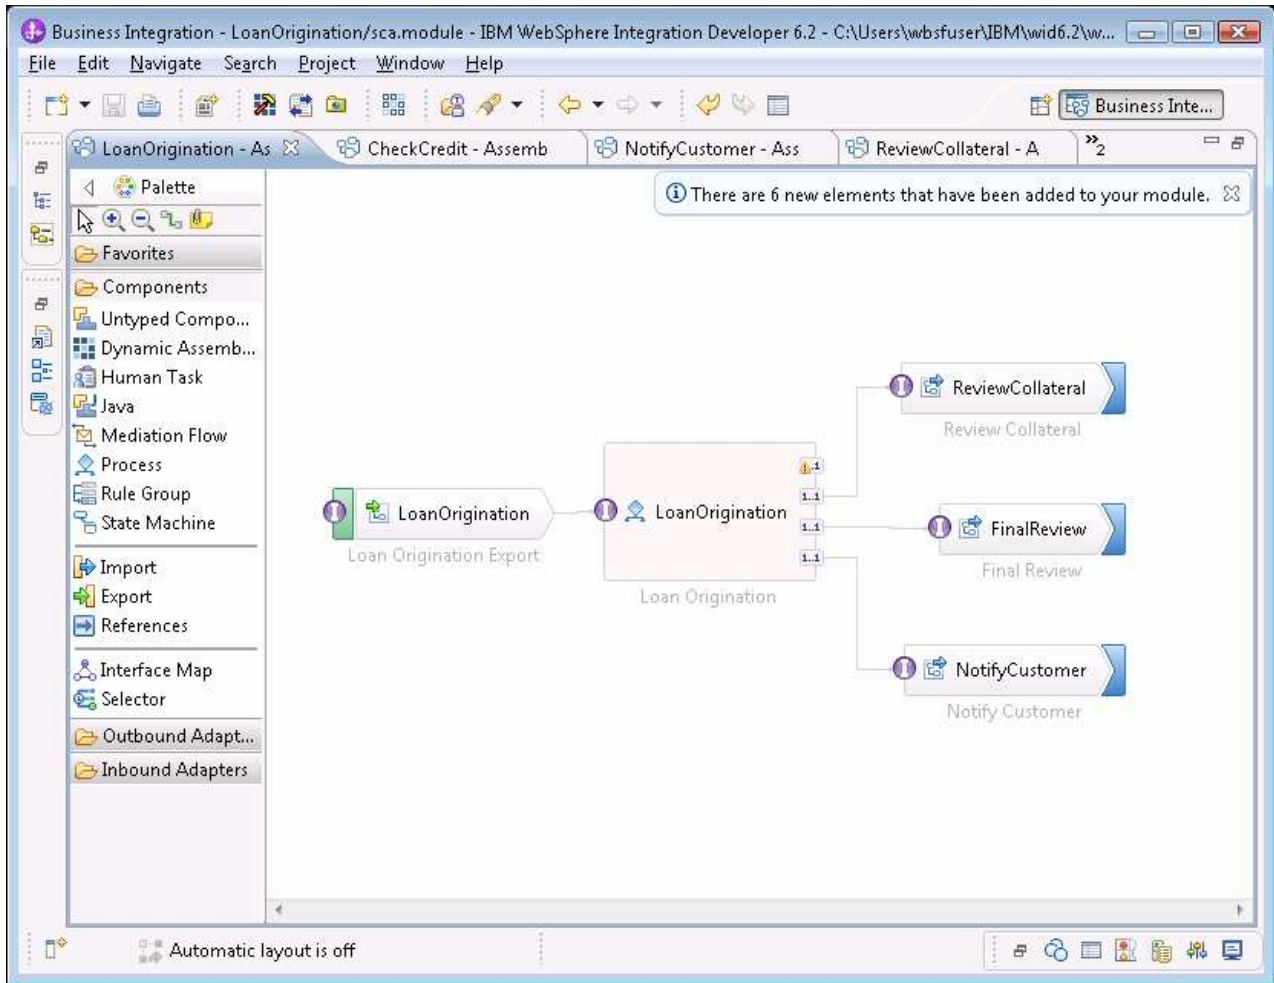 Business Integration - LoanOrigination/sca.module - IBM WebSphere Integration Developer 6.2 - C:\Users\wbsfuser\IBM\wid6.2\w...
File Edit Navigate Search Project Window Help
Business Inte...
LoanOrigination - As CheckCredit - Assemb NotifyCustomer - Ass ReviewCollateral - A »2
Palette
There are 6 new elements that have been added to your module.
Favorites
Components
Untyped Compo...
Dynamic Assemb...
Human Task
Java
Mediation Flow
Process
Rule Group
State Machine
Import
Export
References
Interface Map
Selector
Outbound Adapt...
Inbound Adapters
LoanOrigination
Loan Origination Export
LoanOrigination
.1
1..1
1..1
1..1
Loan Origination
ReviewCollateral
Review Collateral
FinalReview
Final Review
NotifyCustomer
Notify Customer
Automatic layout is off